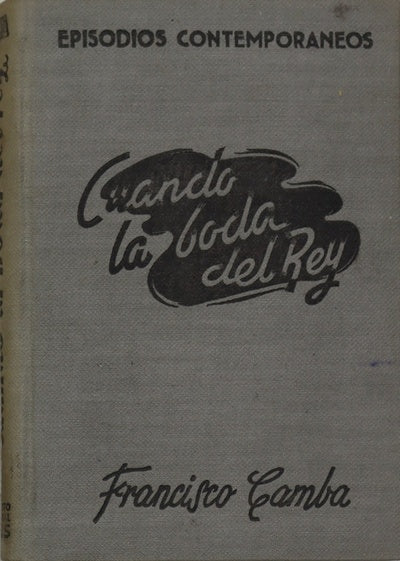 EPISODIOS CONTEMPORANEOS
Cuando
la boda
del Rey
Francisco Camba